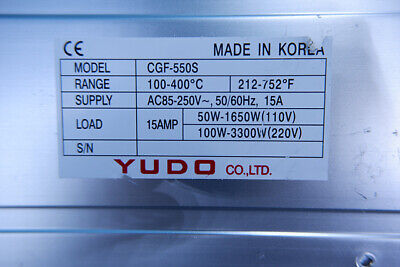 CE MADE IN KOREA
MODEL CGF-550S
RANGE 100-400°C 212-752°F
SUPPLY AC85-250V~, 50/60Hz, 15A
LOAD 15AMP 50W-1650W(110V)
100W-3300W(220V)
S/N
YUDO CO.,LTD.